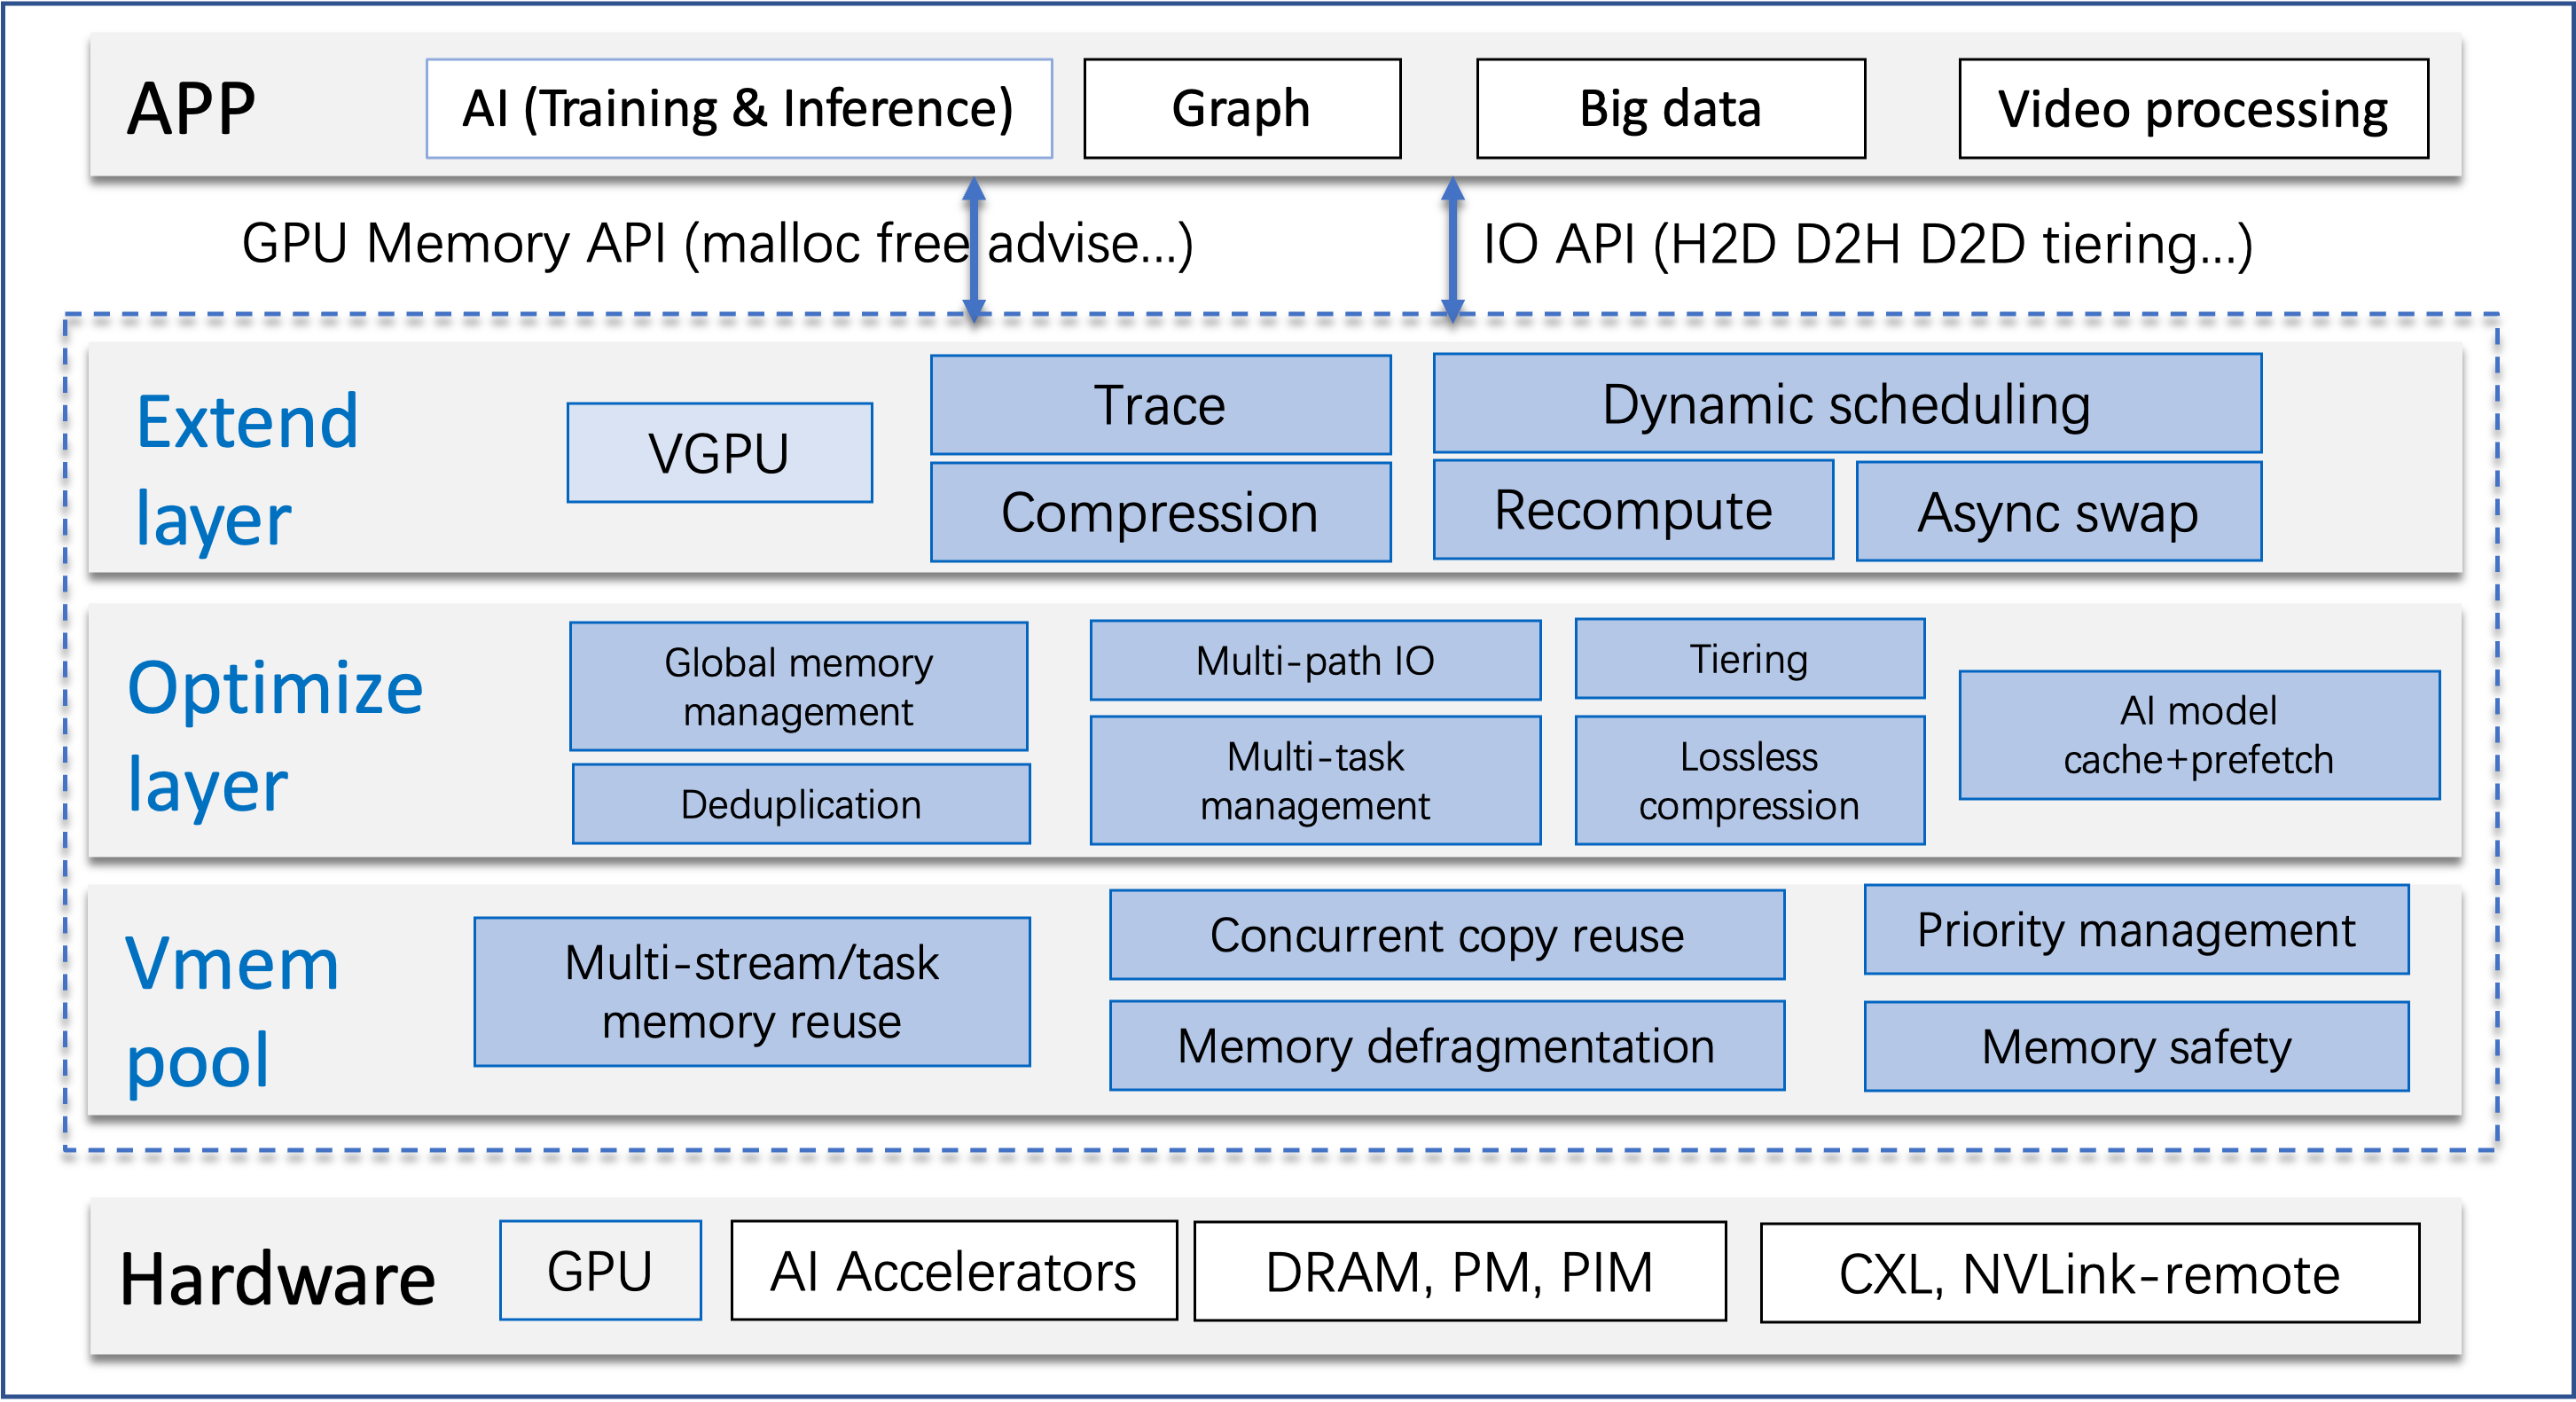 APP
AI (Training & Inference)
Graph
Big data
Video processing
GPU Memory API (malloc free advise...)
IO API (H2D D2H D2D tiering...)
Extend
layer
VGPU
Trace
Compression
Dynamic scheduling
Recompute
Async swap
Optimize
layer
Global memory
management
Deduplication
Multi-path IO
Multi-task
management
Tiering
Lossless
compression
AI model
cache+prefetch
Vmem
pool
Multi-stream/task
memory reuse
Concurrent copy reuse
Memory defragmentation
Priority management
Memory safety
Hardware
GPU
AI Accelerators
DRAM, PM, PIM
CXL, NVLink-remote